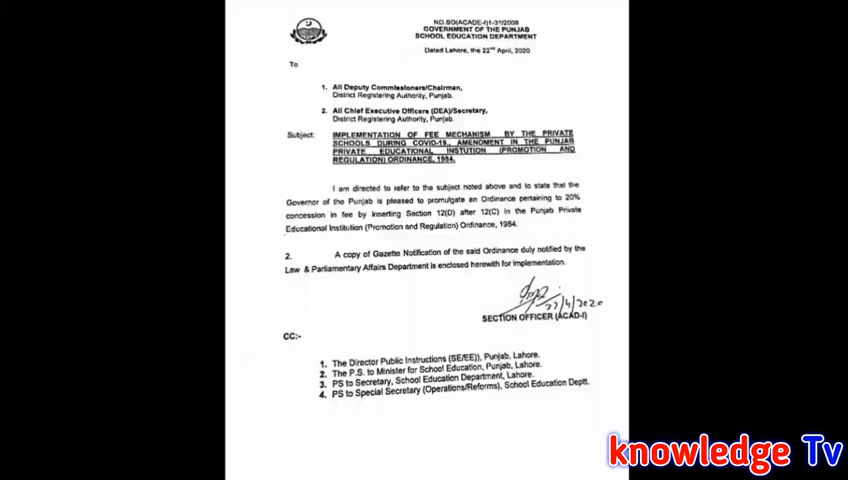 NO.SO(ACADE-I)1-31/2008
GOVERNMENT OF THE PUNJAB
SCHOOL EDUCATION DEPARTMENT
Dated Lahore, the 22nd April, 2020
To
1. All Deputy Commissioners/Chairman,
District Registering Authority, Punjab.
2. All Chief Executive Officers (DEA)/Secretary,
District Registering Authority, Punjab.
Subject: IMPLEMENTATION OF FEE MECHANISM BY THE PRIVATE
SCHOOLS DURING COVID-19, AMENDMENT IN THE PUNJAB
PRIVATE EDUCATIONAL INSTUTION (PROMOTION AND
REGULATION) ORDINANCE, 1984.
I am directed to refer to the subject noted above and to state that the
Governor of the Punjab is pleased to promulgate an Ordinance pertaining to 20%
concession in fee by inserting Section 12(D) after 12(C) in the Punjab Private
Educational Institution (Promotion and Regulation) Ordinance, 1984.
2. A copy of Gazette Notification of the said Ordinance duly notified by the
Law & Parliamentary Affairs Department is enclosed herewith for implementation.
22/4/2020
SECTION OFFICER (ACAD-I)
CC:-
1. The Director Public Instructions (SE/EE)), Punjab, Lahore.
2. The P.S. to Minister for School Education, Punjab, Lahore.
3. PS to Secretary, School Education Department, Lahore.
4. PS to Special Secretary (Operations/Reforms), School Education Deptt.
knowledge Tv